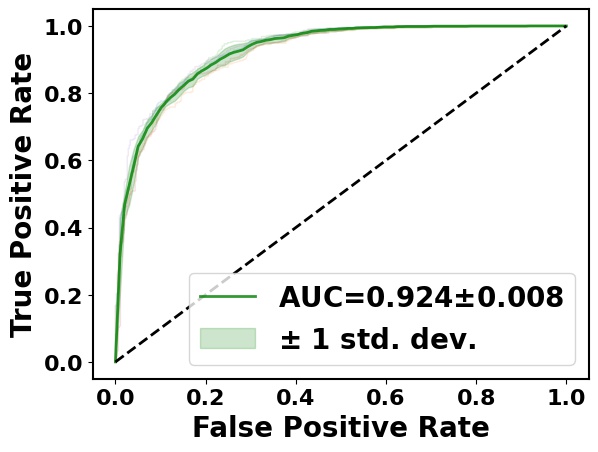 True Positive Rate
1.0
0.8
0.6
0.4
0.2
0.0
AUC=0.924±0.008
± 1 std. dev.
0.0 0.2 0.4 0.6 0.8 1.0
False Positive Rate